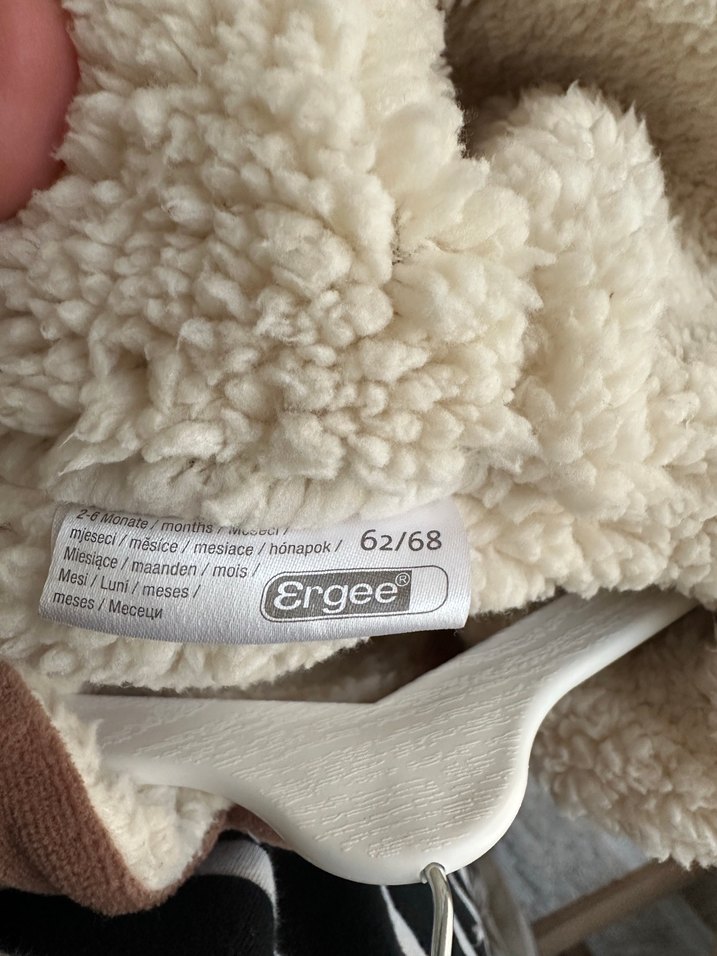 2-6 Monate / months / Месеци /
mjeseci / měsíce / mesiace / hónapok /
Miesiące / maanden / mois /
Mesi / Luni / meses /
meses / Месеци
62/68
Ergee®